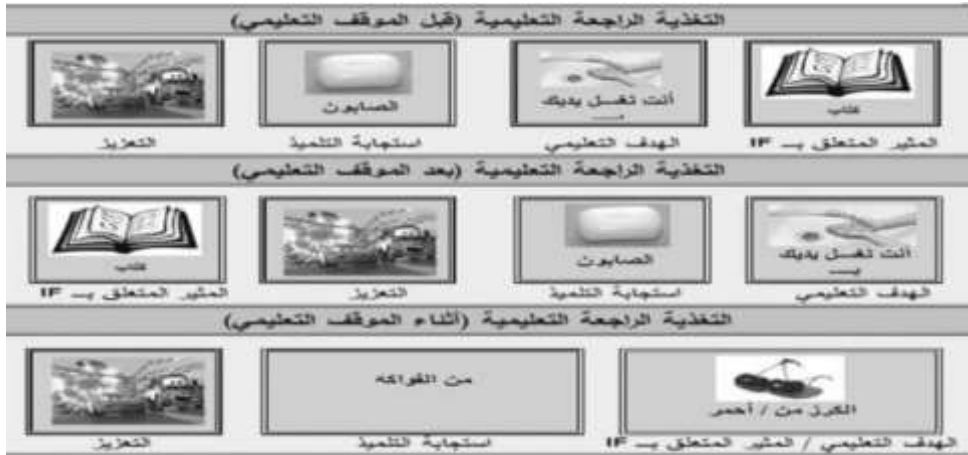 التغذية الراجعة التعليمية (قبل الموقف التعليمي)
كتاب
أنت تغسل يديك
بـ
الصابون
المثير المتعلق بـ IF
الهدف التعليمي
استجابة التلميذ
التعزيز
التغذية الراجعة التعليمية (بعد الموقف التعليمي)
أنت تغسل يديك
بـ
الصابون
كتاب
الهدف التعليمي
استجابة التلميذ
التعزيز
المثير المتعلق بـ IF
التغذية الراجعة التعليمية (أثناء الموقف التعليمي)
الكرز من / أحمر
من الفواكه
الهدف التعليمي / المثير المتعلق بـ IF
استجابة التلميذ
التعزيز